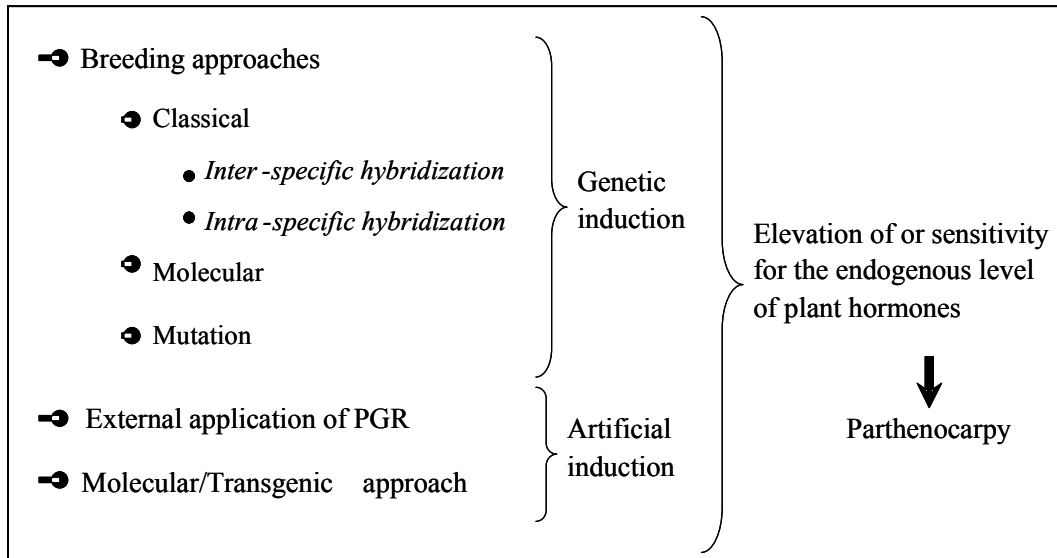 Breeding approaches
Classical
Inter-specific hybridization
Intra-specific hybridization
Molecular
Mutation
Genetic
induction
External application of PGR
Molecular/Transgenic approach
Artificial
induction
Elevation of or sensitivity
for the endogenous level
of plant hormones
Parthenocarpy